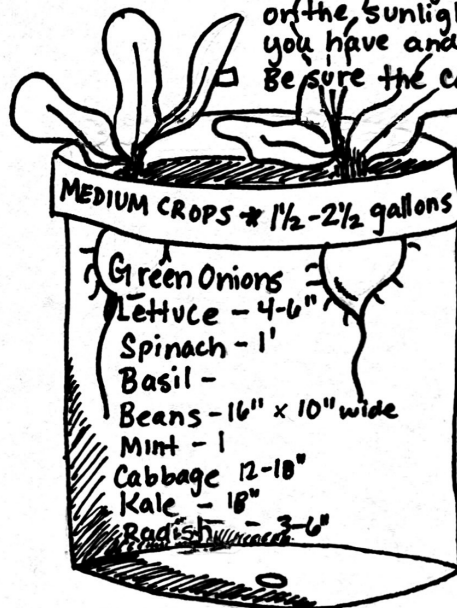 on the, Sunligh
you have and
Be sure the c
MEDIUM CROPS * 1½-2½ gallons
Green Onions
Lettuce - 4-6"
Spinach - 1'
Basil -
Beans - 16" x 10" wide
Mint - 1
Cabbage 12-18"
Kale - 18"
Radish - 3-6"